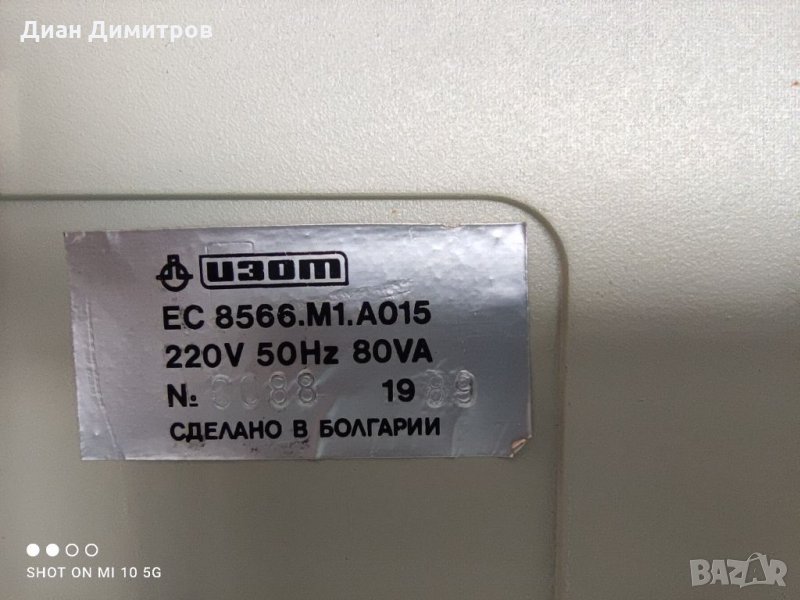 Диан Димитров
изот
ЕС 8566.М1.А015
220V 50Hz 80VA
№ 0088 1989
СДЕЛАНО В БОЛГАРИИ
SHOT ON MI 10 5G
BAZAR